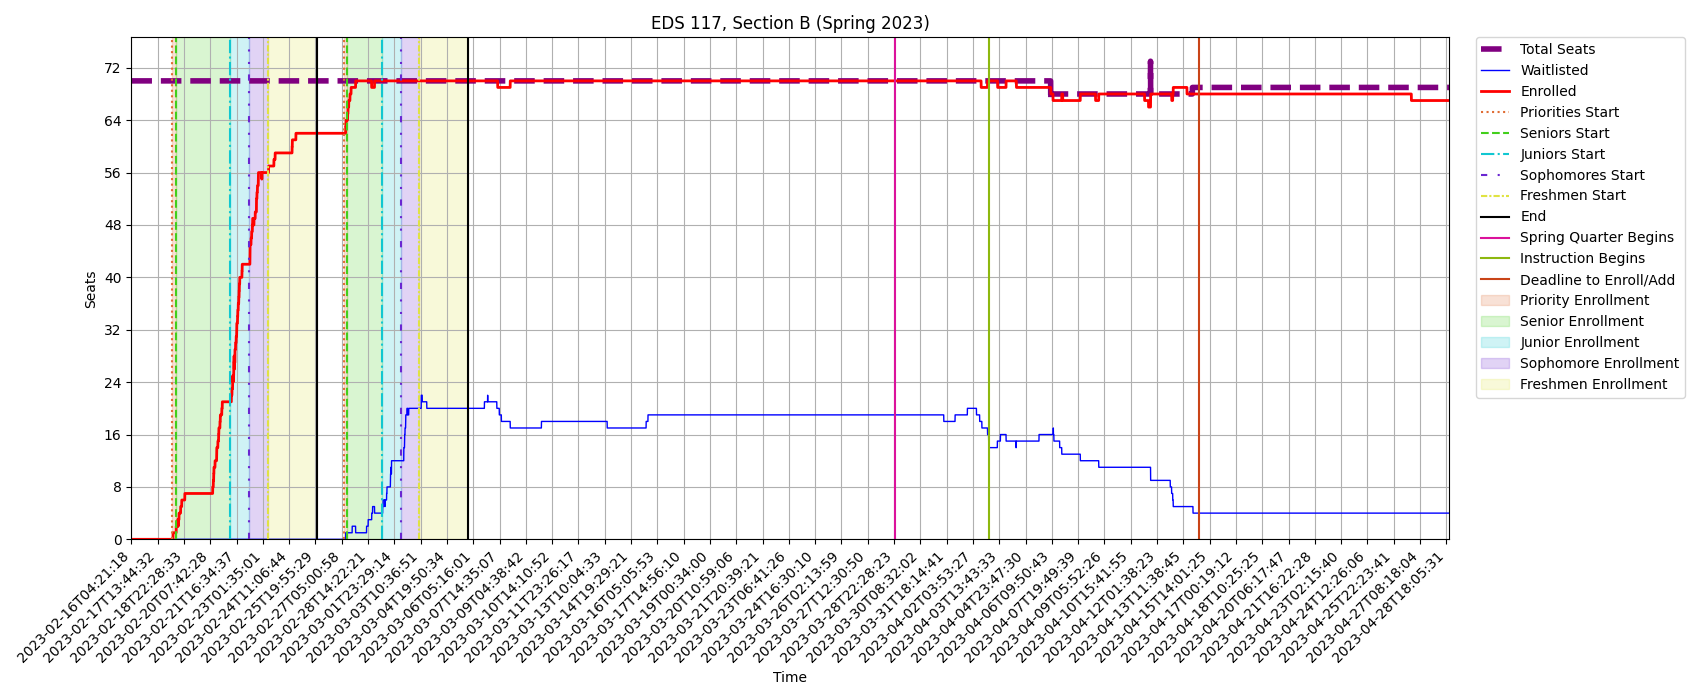 EDS 117, Section B (Spring 2023)
Seats
72
64
56
48
40
32
24
16
8
0
2023-02-16T04:21:18
2023-02-17T13:44:32
2023-02-18T22:28:33
2023-02-20T07:42:28
2023-02-21T16:34:37
2023-02-23T01:35:01
2023-02-24T11:06:44
2023-02-25T19:55:29
2023-02-27T05:00:58
2023-02-28T14:22:21
2023-03-01T23:29:14
2023-03-03T10:36:51
2023-03-04T19:50:34
2023-03-06T05:16:01
2023-03-07T14:35:07
2023-03-09T04:38:42
2023-03-10T14:10:52
2023-03-11T23:26:17
2023-03-13T10:04:33
2023-03-14T19:29:21
2023-03-16T05:05:53
2023-03-17T14:56:10
2023-03-19T00:34:00
2023-03-20T10:59:06
2023-03-21T20:39:21
2023-03-23T06:41:26
2023-03-24T16:30:10
2023-03-26T02:13:59
2023-03-27T12:30:50
2023-03-28T22:28:23
2023-03-30T08:32:02
2023-03-31T18:14:41
2023-04-02T03:53:27
2023-04-03T13:43:33
2023-04-04T23:47:30
2023-04-06T09:50:43
2023-04-07T19:49:39
2023-04-09T05:52:26
2023-04-10T15:41:55
2023-04-12T01:38:23
2023-04-13T11:38:45
2023-04-15T14:01:25
2023-04-17T00:19:12
2023-04-18T10:25:25
2023-04-20T06:17:47
2023-04-21T16:22:28
2023-04-23T02:15:40
2023-04-24T12:26:06
2023-04-25T22:23:41
2023-04-27T08:18:04
2023-04-28T18:05:31
Time
Total Seats
Waitlisted
Enrolled
Priorities Start
Seniors Start
Juniors Start
Sophomores Start
Freshmen Start
End
Spring Quarter Begins
Instruction Begins
Deadline to Enroll/Add
Priority Enrollment
Senior Enrollment
Junior Enrollment
Sophomore Enrollment
Freshmen Enrollment